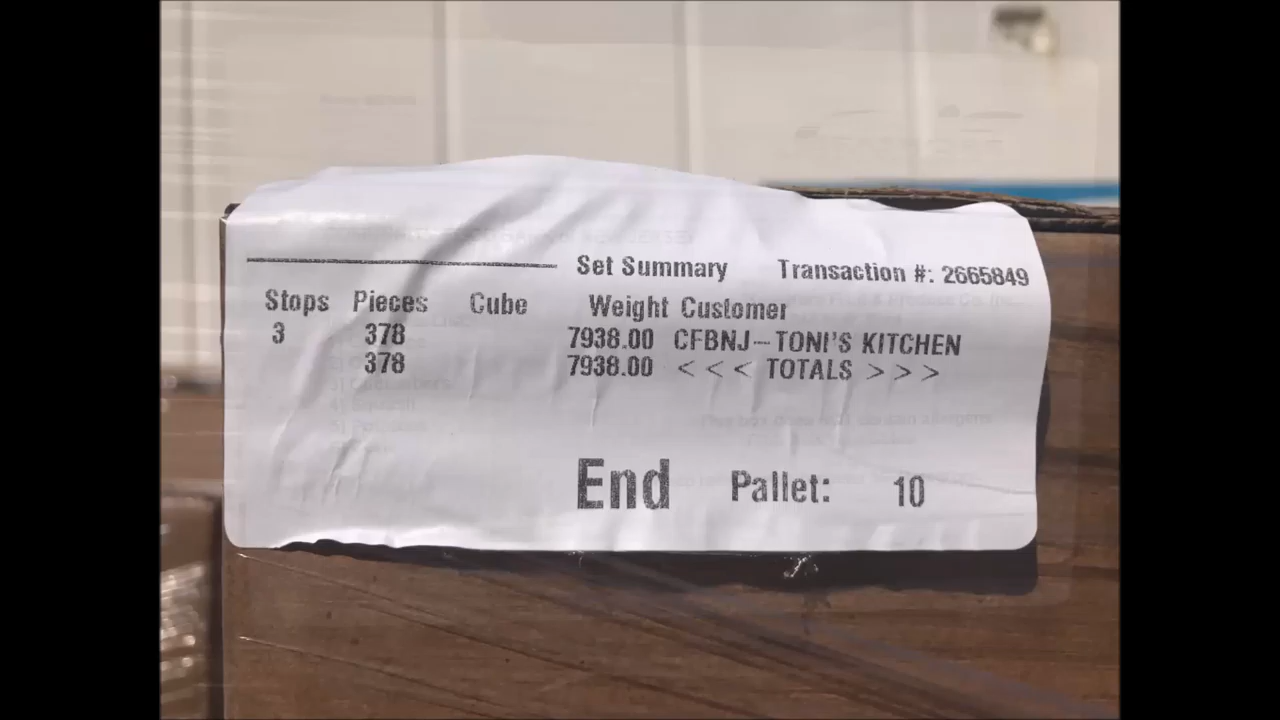 Set Summary Transaction #: 2665849
Stops Pieces Cube Weight Customer
3 378 7938.00 CFBNJ--TONI'S KITCHEN
378 7938.00 < < < TOTALS > > >
End Pallet: 10